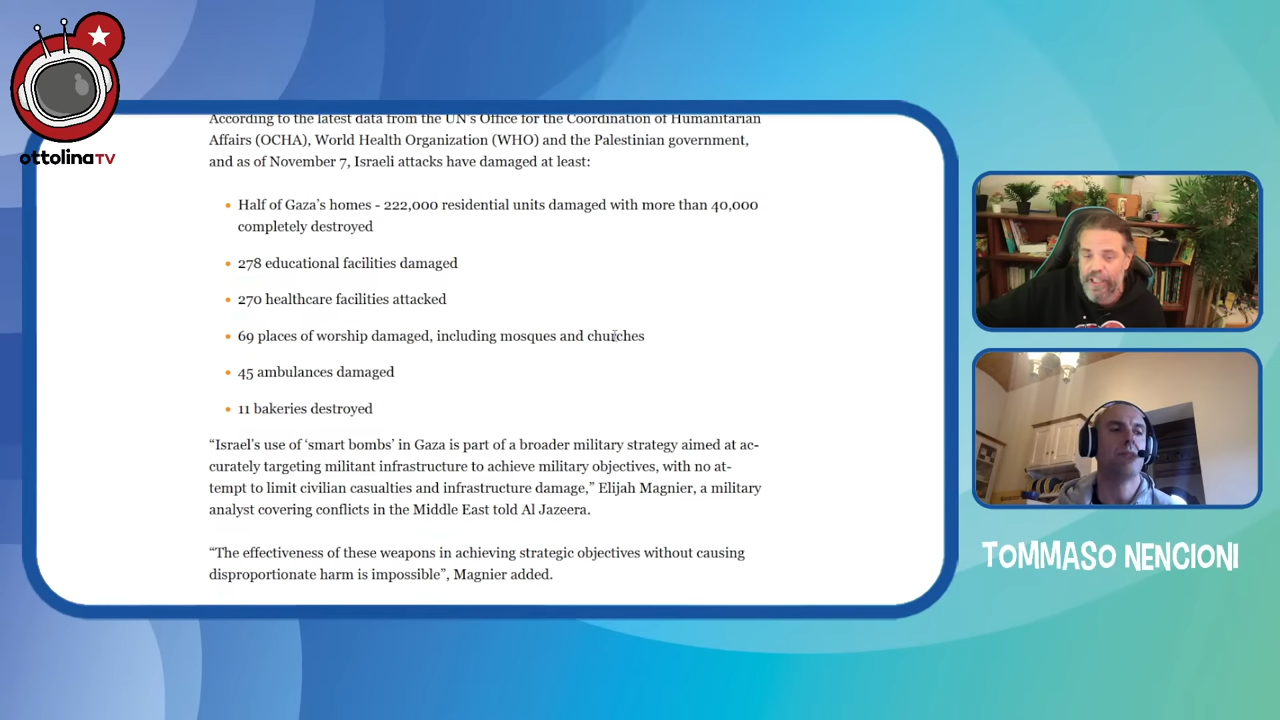 ottolinaTV
According to the latest data from the UN's Office for the Coordination of Humanitarian
Affairs (OCHA), World Health Organization (WHO) and the Palestinian government,
and as of November 7, Israeli attacks have damaged at least:
• Half of Gaza's homes - 222,000 residential units damaged with more than 40,000
completely destroyed
• 278 educational facilities damaged
• 270 healthcare facilities attacked
• 69 places of worship damaged, including mosques and churches
• 45 ambulances damaged
• 11 bakeries destroyed
“Israel's use of ‘smart bombs’ in Gaza is part of a broader military strategy aimed at ac-
curately targeting militant infrastructure to achieve military objectives, with no at-
tempt to limit civilian casualties and infrastructure damage,” Elijah Magnier, a military
analyst covering conflicts in the Middle East told Al Jazeera.
“The effectiveness of these weapons in achieving strategic objectives without causing
disproportionate harm is impossible”, Magnier added.
TOMMASO NENCIONI